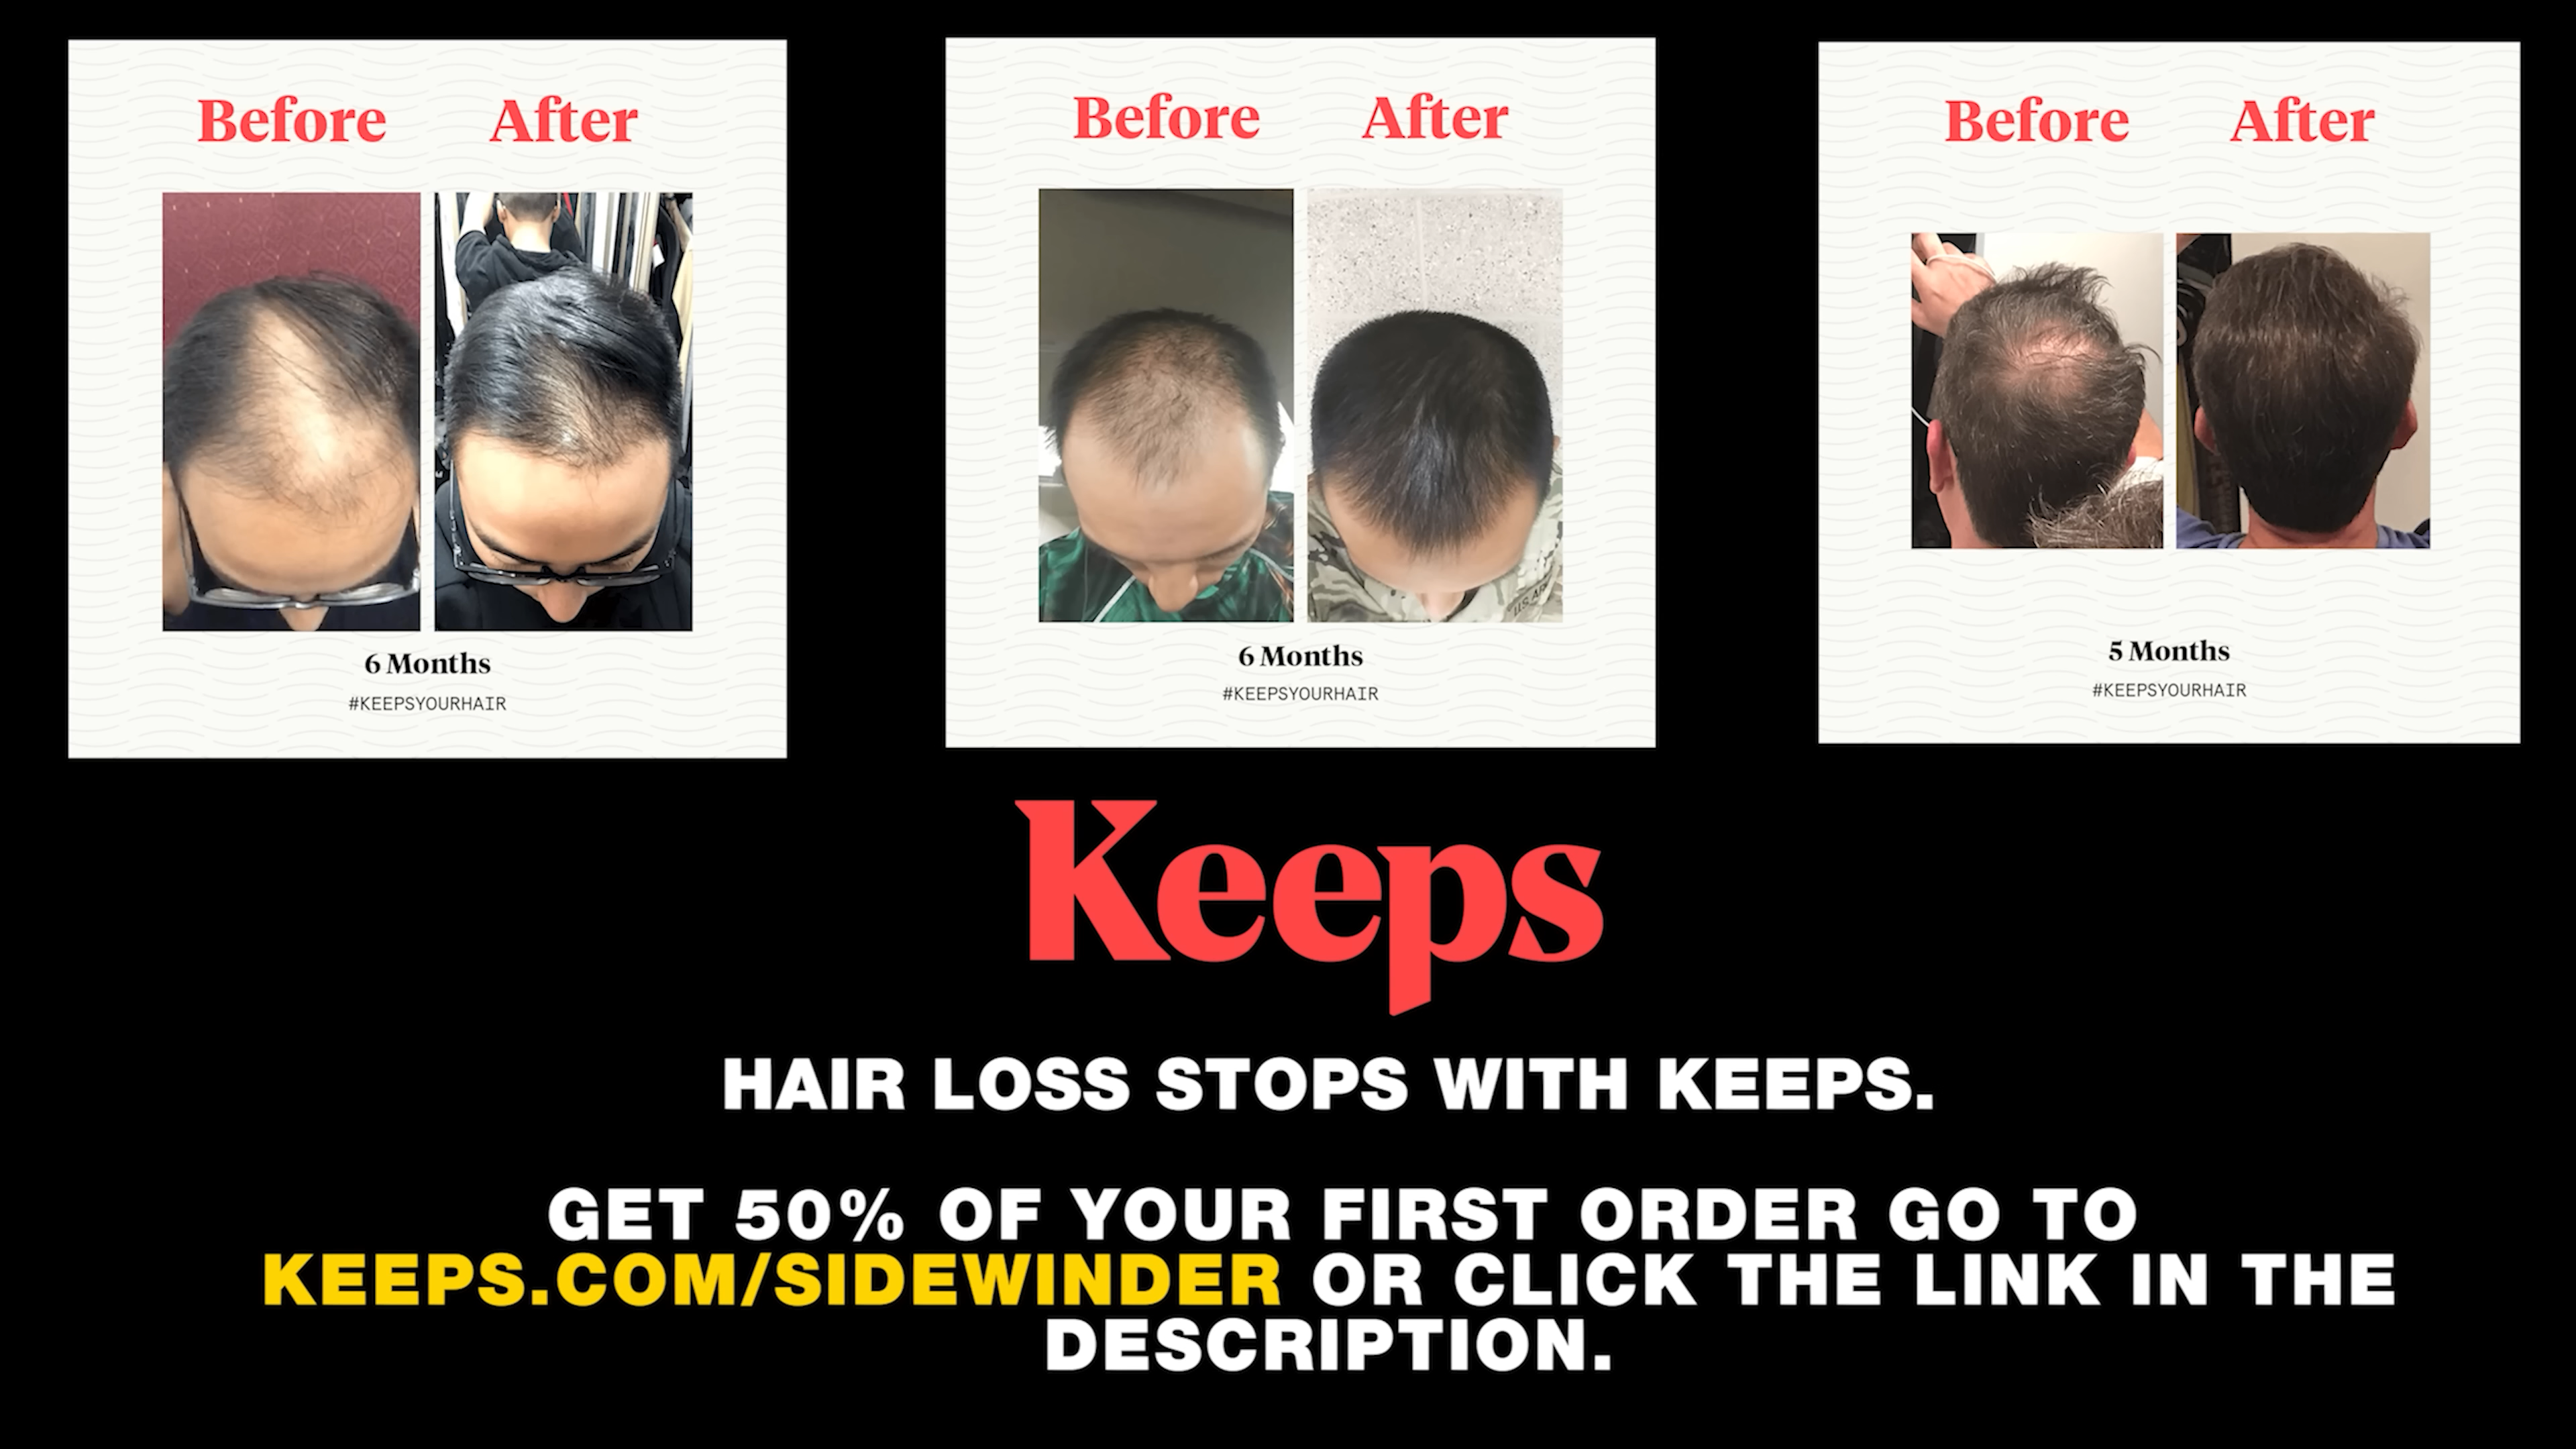 Before After
6 Months
#KEEPSYOURHAIR
Before After
U.S. AR
6 Months
#KEEPSYOURHAIR
Before After
5 Months
#KEEPSYOURHAIR
Keeps
HAIR LOSS STOPS WITH KEEPS.
GET 50% OF YOUR FIRST ORDER GO TO
KEEPS.COM/SIDEWINDER OR CLICK THE LINK IN THE
DESCRIPTION.